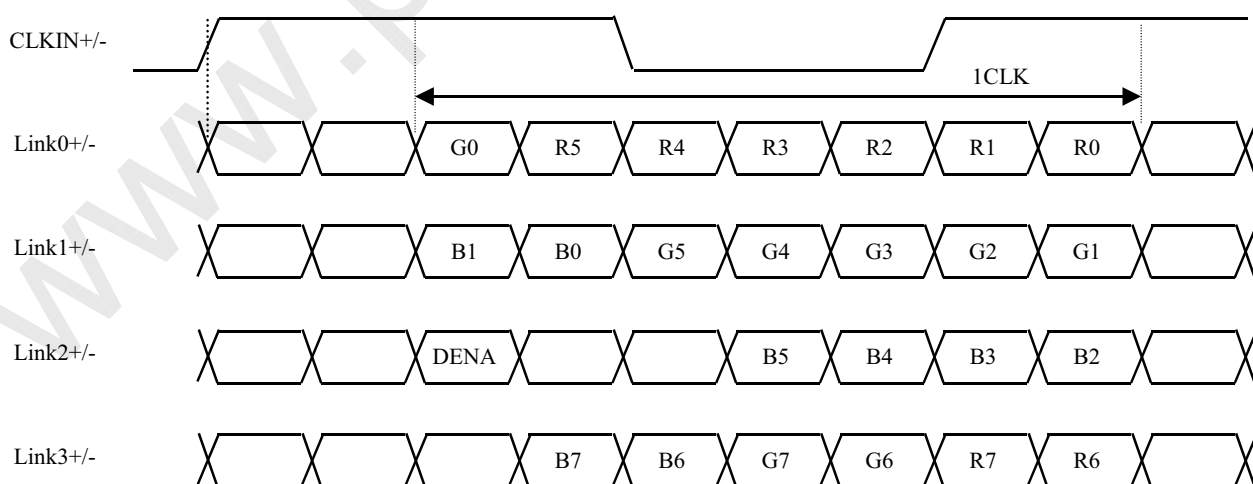 CLKIN+/-
1CLK
Link0+/- G0 R5 R4 R3 R2 R1 R0
Link1+/- B1 B0 G5 G4 G3 G2 G1
Link2+/- DENA B5 B4 B3 B2
Link3+/- B7 B6 G7 G6 R7 R6
www.p